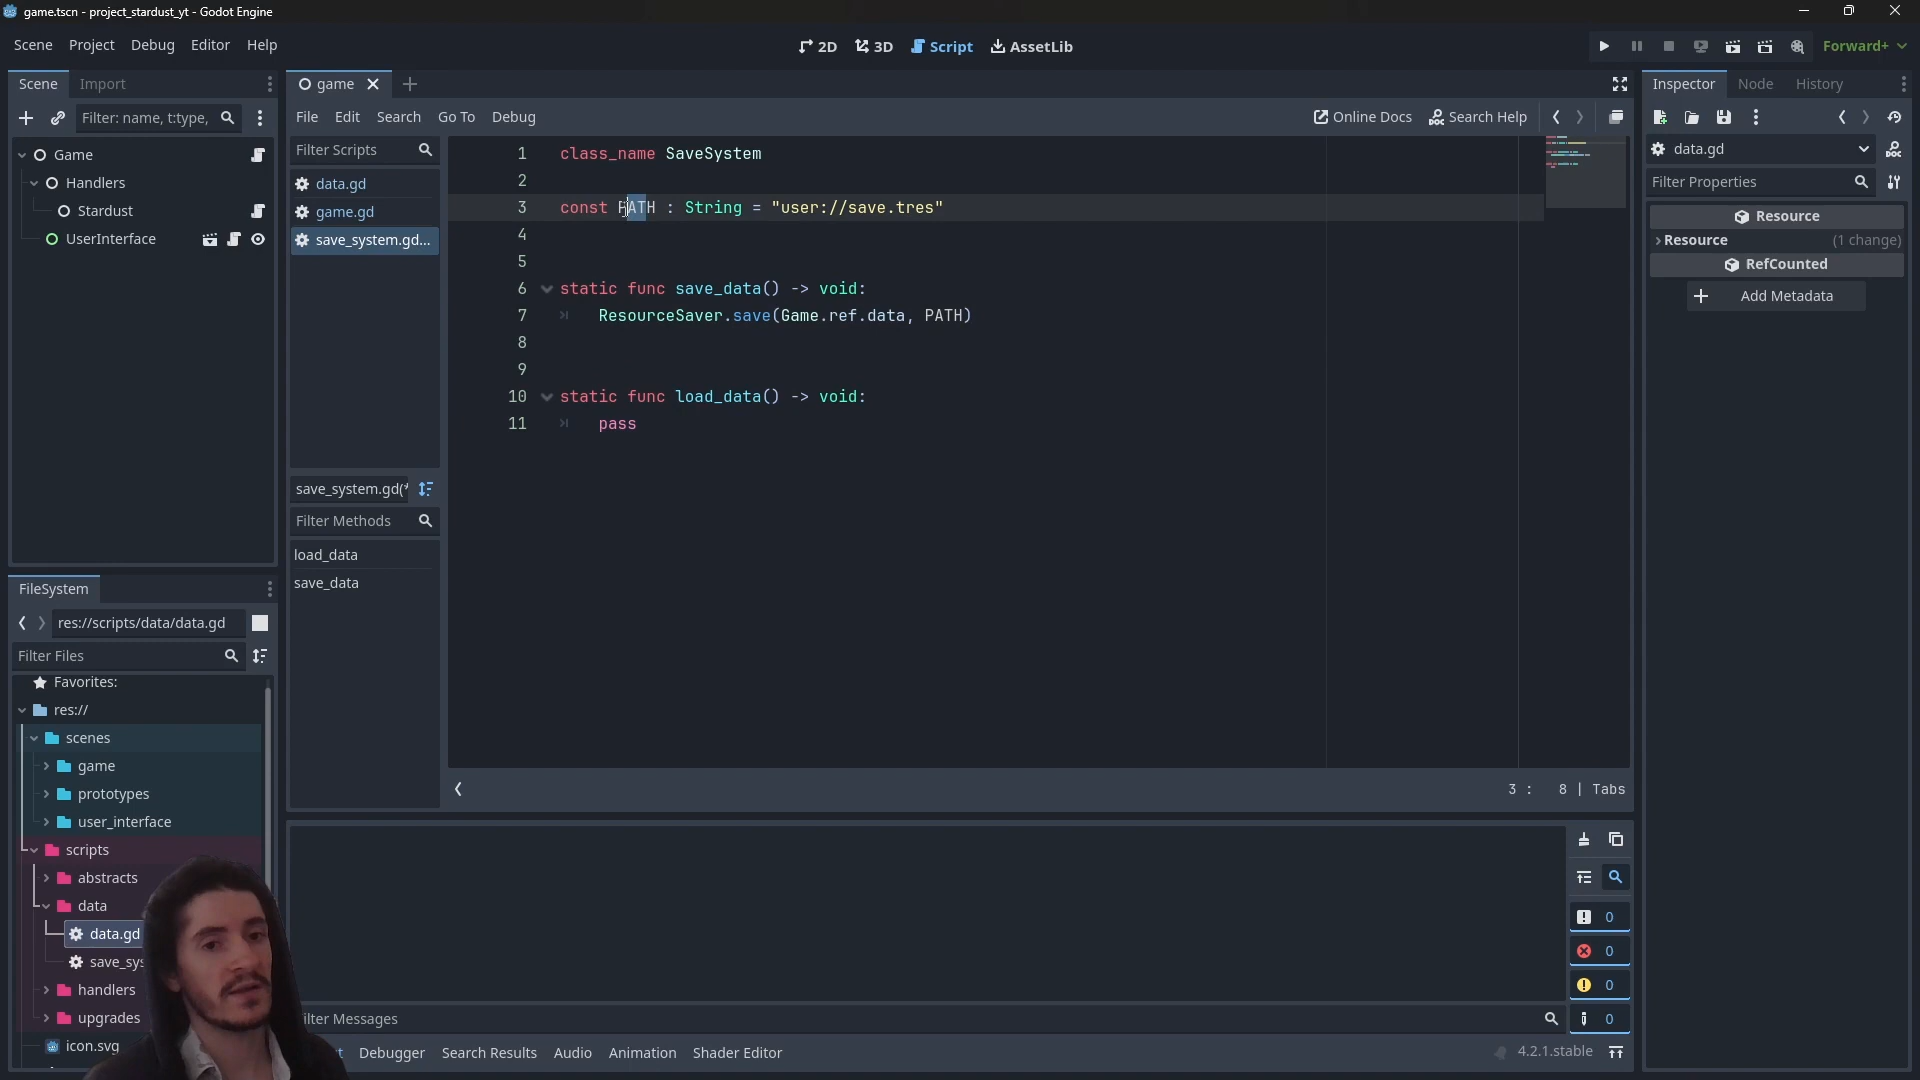 game.tscn - project_stardust_yt - Godot Engine
Scene Project Debug Editor Help
2D 3D Script AssetLib
Forward+
Scene Import
Filter: name, t:type,
Game
Handlers
Stardust
UserInterface
game
File Edit Search Go To Debug
Online Docs Search Help
Filter Scripts
data.gd
game.gd
save_system.gd...
save_system.gd(*
Filter Methods
load_data
save_data
1 class_name SaveSystem
2
3 const PATH : String = "user://save.tres"
4
5
6 static func save_data() -> void:
7 ResourceSaver.save(Game.ref.data, PATH)
8
9
10 static func load_data() -> void:
11 pass
3 : 8 | Tabs
Inspector Node History
data.gd
Filter Properties
Resource
Resource (1 change)
RefCounted
Add Metadata
FileSystem
res://scripts/data/data.gd
Filter Files
Favorites:
res://
scenes
game
prototypes
user_interface
scripts
abstracts
data
data.gd
save_sys
handlers
upgrades
icon.svg
0
0
0
0
ilter Messages
t Debugger Search Results Audio Animation Shader Editor
4.2.1.stable